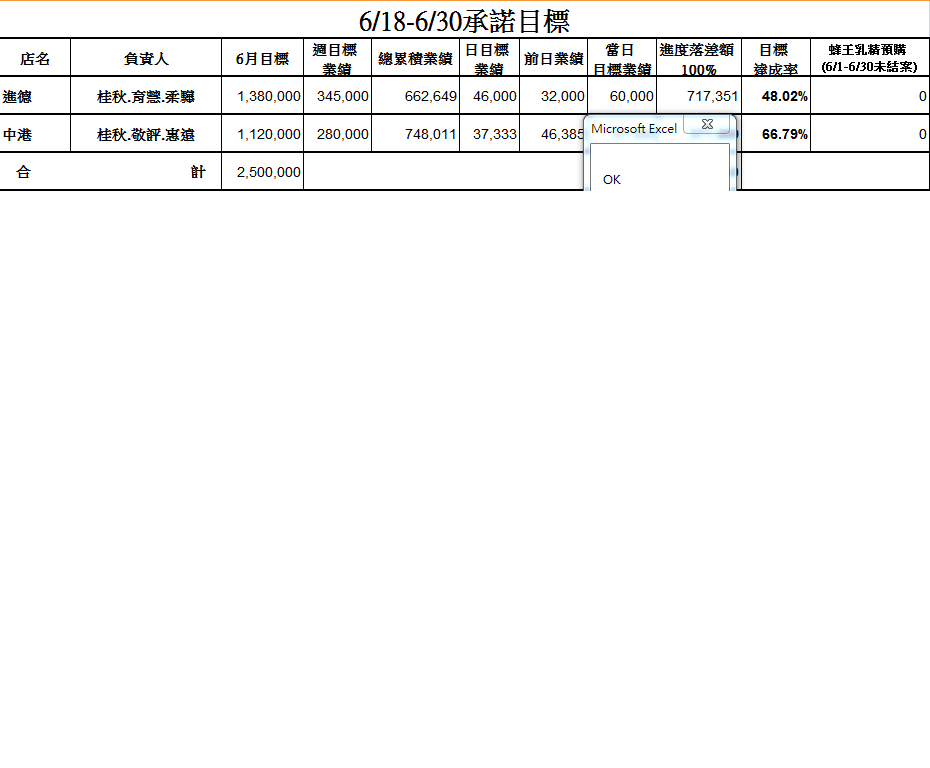 6/18-6/30承諾目標
店名 負責人 6月目標 週目標業績 總累積業績 日目標業績 前日業績 當日目標業績 進度落差額100% 目標達成率 蜂王乳精預購(6/1-6/30未結案)
進德 桂秋.育慧.柔驊 1,380,000 345,000 662,649 46,000 32,000 60,000 717,351 48.02% 0
中港 桂秋.敬評.惠遠 1,120,000 280,000 748,011 37,333 46,385 66.79% 0
合計 2,500,000
Microsoft Excel
OK